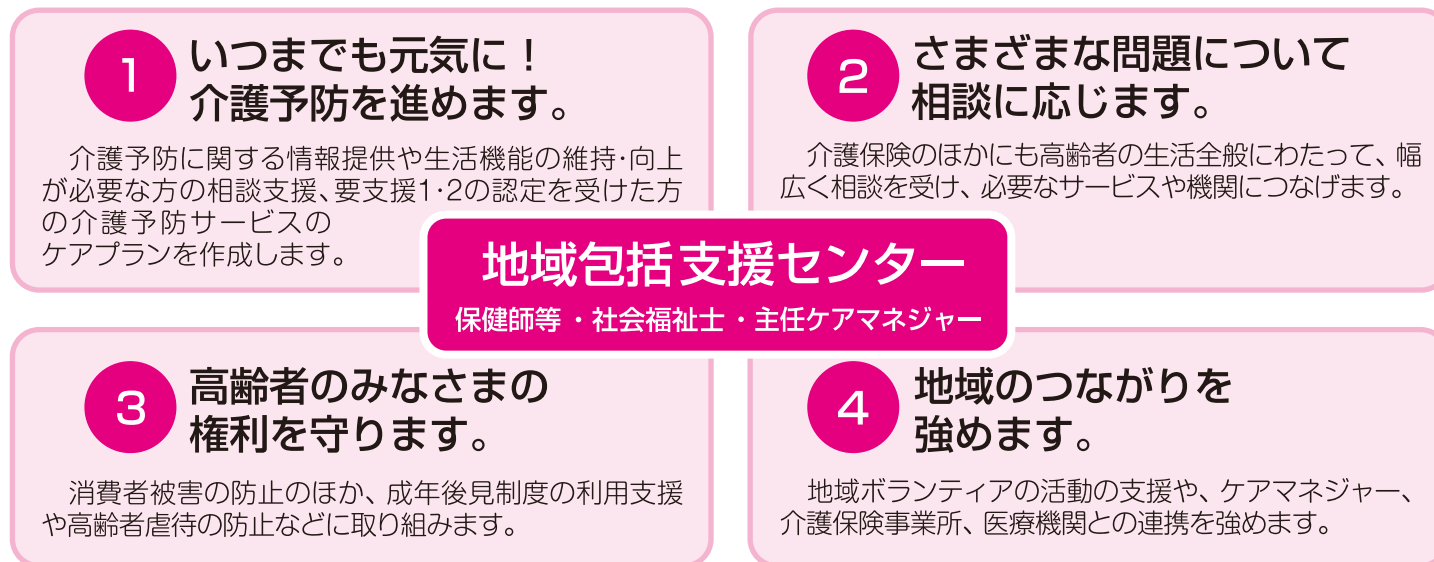 1
いつまでも元気に！
介護予防を進めます。
介護予防に関する情報提供や生活機能の維持・向上
が必要な方の相談支援、要支援1・2の認定を受けた方
の介護予防サービスの
ケアプランを作成します。
2
さまざまな問題について
相談に応じます。
介護保険のほかにも高齢者の生活全般にわたって、幅
広く相談を受け、必要なサービスや機関につなげます。
地域包括支援センター
保健師等・社会福祉士・主任ケアマネジャー
3
高齢者のみなさまの
権利を守ります。
消費者被害の防止のほか、成年後見制度の利用支援
や高齢者虐待の防止などに取り組みます。
4
地域のつながりを
強めます。
地域ボランティアの活動の支援や、ケアマネジャー、
介護保険事業所、医療機関との連携を強めます。